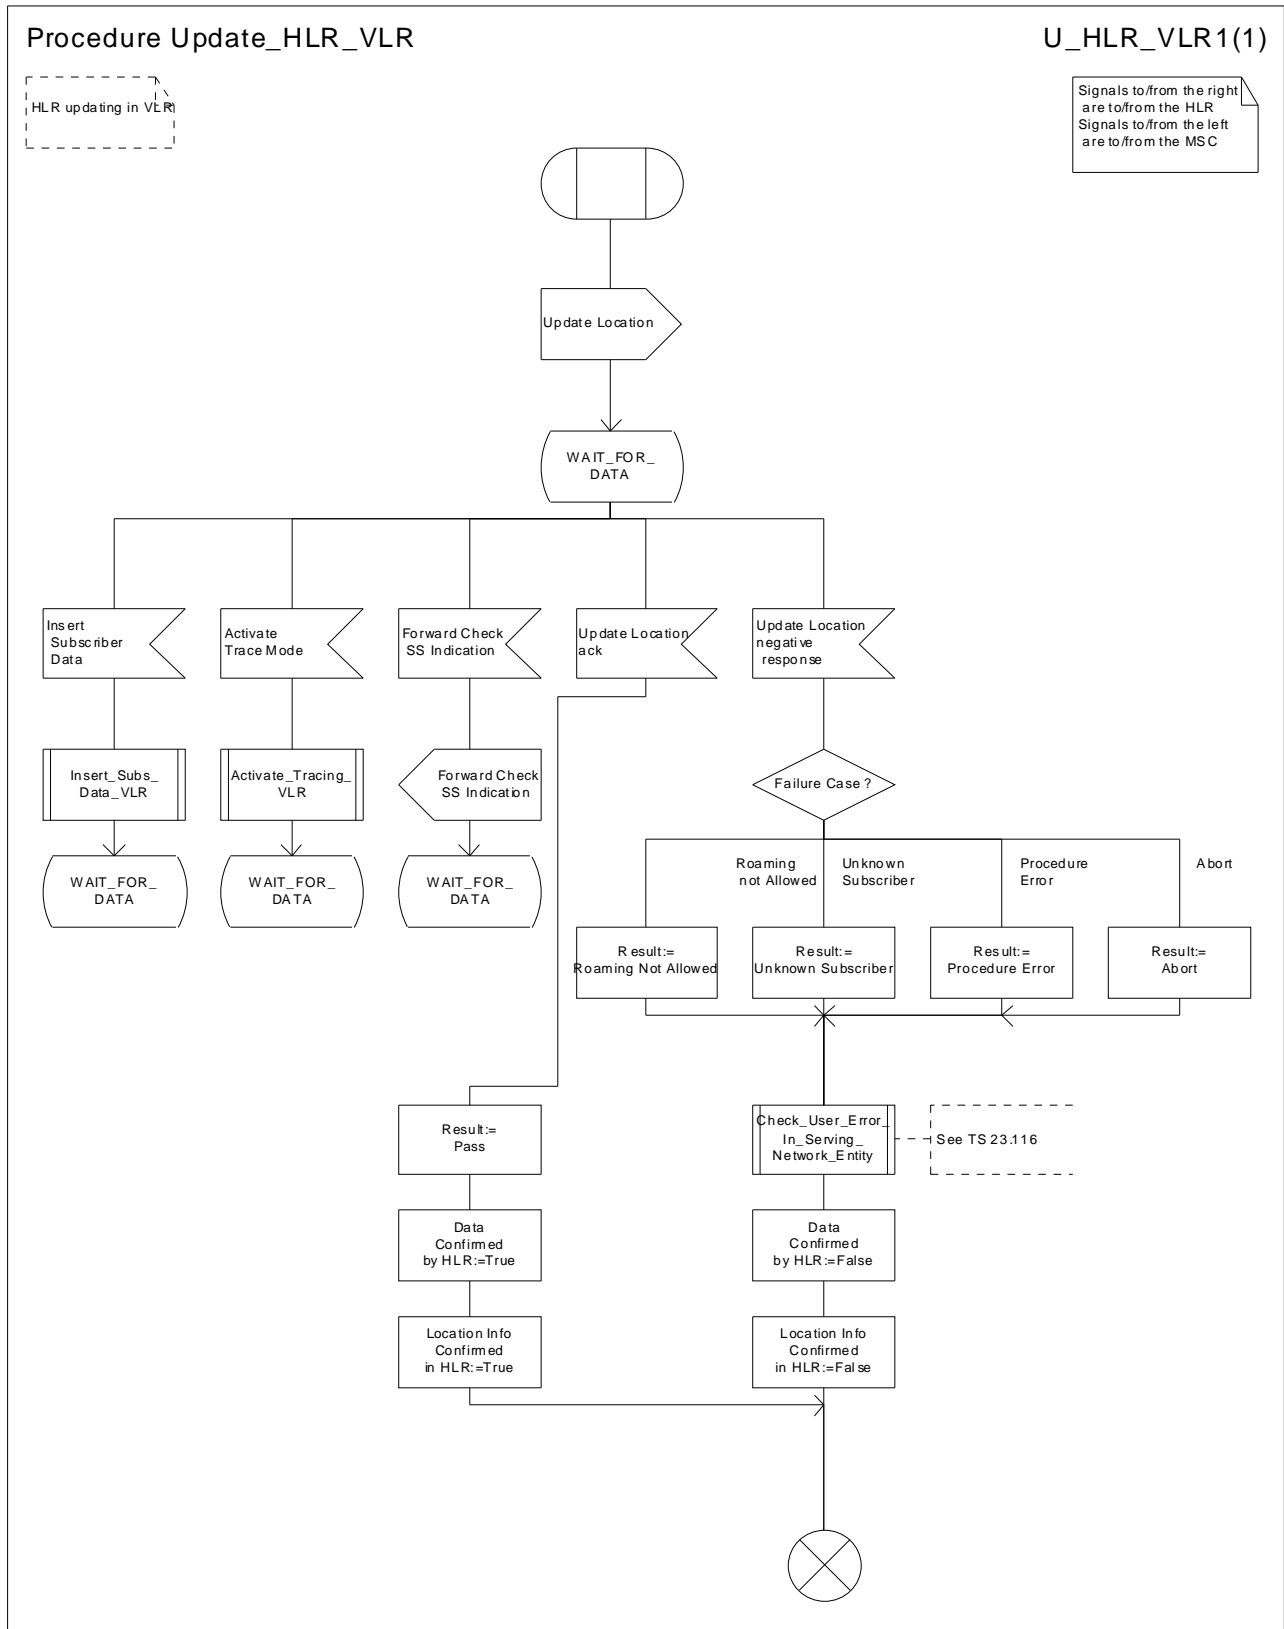 Procedure Update_HLR_VLR
U_HLR_VLR1(1)
HLR updating in VLR
Signals to/from the right
are to/from the HLR
Signals to/from the left
are to/from the MSC
Update Location
WAIT_FOR_
DATA
Insert
Subscriber
Data
Activate
Trace Mode
Forward Check
SS Indication
Update Location
ack
Update Location
negative
response
Insert_Subs_
Data_VLR
Activate_Tracing_
VLR
Forward Check
SS Indication
Failure Case ?
WAIT_FOR_
DATA
WAIT_FOR_
DATA
WAIT_FOR_
DATA
Roaming
not Allowed
Unknown
Subscriber
Procedure
Error
Abort
Result:=
Roaming Not Allowed
Result:=
Unknown Subscriber
Result:=
Procedure Error
Result:=
Abort
Result:=
Pass
Check_User_Error_
In_Serving_
Network_Entity
See TS 23.116
Data
Confirmed
by HLR:=True
Data
Confirmed
by HLR:=False
Location Info
Confirmed
in HLR:=True
Location Info
Confirmed
in HLR:=False